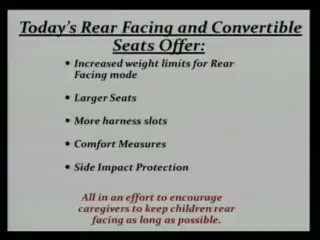 Today's Rear Facing and Convertible
Seats Offer:
• Increased weight limits for Rear
Facing mode
• Larger Seats
• More harness slots
• Comfort Measures
• Side Impact Protection
All in an effort to encourage
caregivers to keep children rear
facing as long as possible.